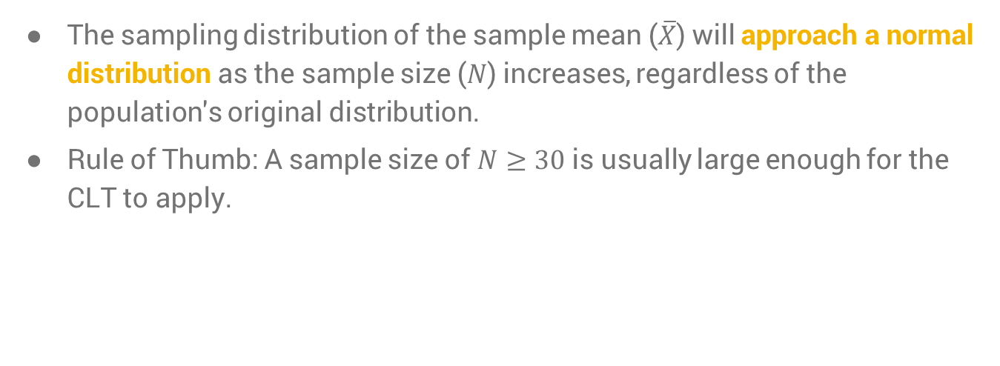 ● The sampling distribution of the sample mean (X̄) will approach a normal
distribution as the sample size (N) increases, regardless of the
population's original distribution.
● Rule of Thumb: A sample size of N ≥ 30 is usually large enough for the
CLT to apply.